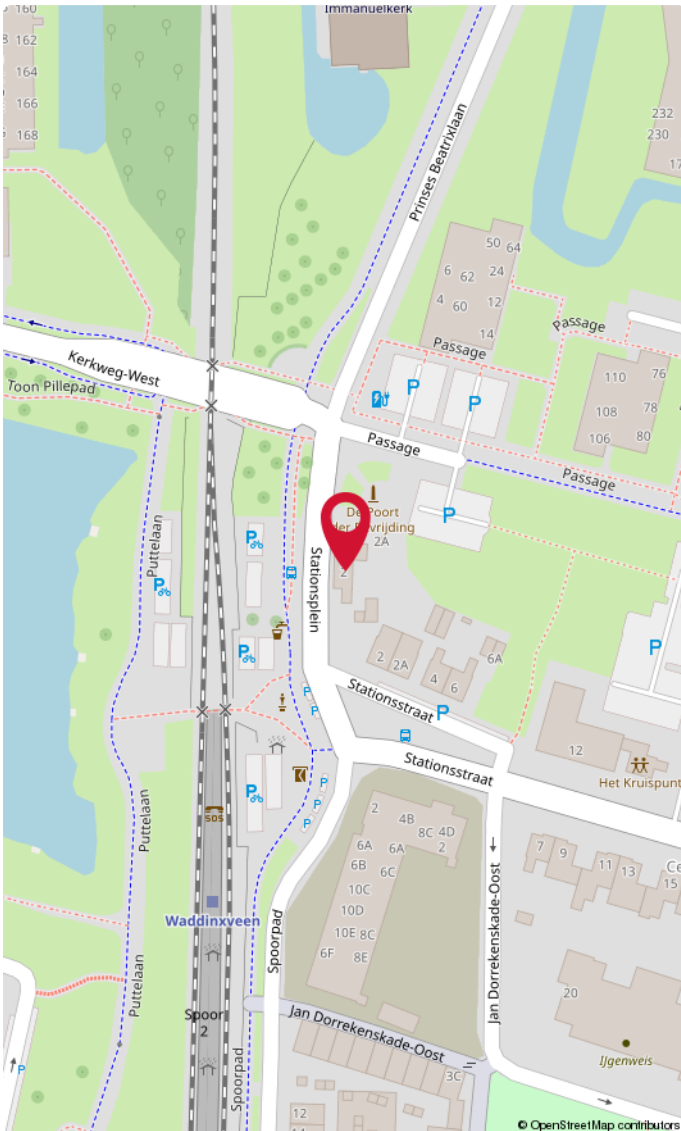 160
Immanuelkerk
162
164
166
168
232
230
Prinses Beatrixlaan
50 64
6 62 24
4 60 12
14
Passage
Passage
Kerkweg-West
Toon Pillepad
110 76
108 78
106 80
P
P
Passage
Passage
De Poort
der Bevrijding
2A
P
2
Stationsplein
Puttelaan
P
P
P
2 2A
4 6
6A
P
Stationsstraat
P
P
P
Stationsstraat
12
Het Kruispunt
P
P
P
P
SOS
Puttelaan
2
4B
8C 4D
2
6A 6A
6B 6C
10C
10D
10E 8C
6F 8E
7 9 11 13
15
Jan Dorrekenskade-Oost
Waddinxveen
Spoorpad
Puttelaan
Spoor
2
20
IJgenweis
Jan Dorrekenskade-Oost
3C
P
Spoorpad
12
14
© OpenStreetMap contributors